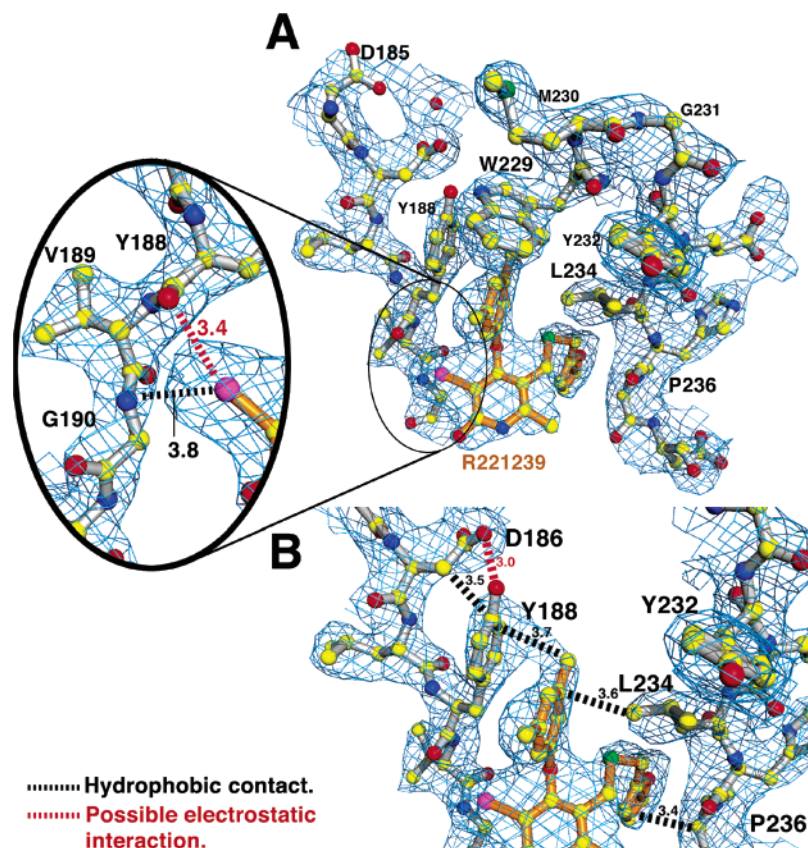 A
D185
M230
G231
W229
Y188
Y188
V189
Y232
L234
3.4
G190
P236
3.8
R221239
B
D186
3.0
3.5
Y188
Y232
3.7
L234
3.6
Hydrophobic contact.
3.4
P236
Possible electrostatic
interaction.